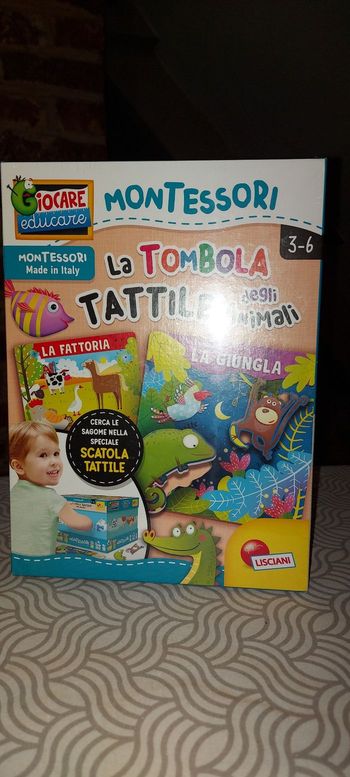 GIOCARE
educare
MONTESSORI
MONTESSORI
Made in Italy
3-6
La TOMBOLA
TATTILE degli
Animali
LA FATTORIA
LA GIUNGLA
CERCA LE
SAGOME NELLA
SPECIALE
SCATOLA
TATTILE
LISCIANI